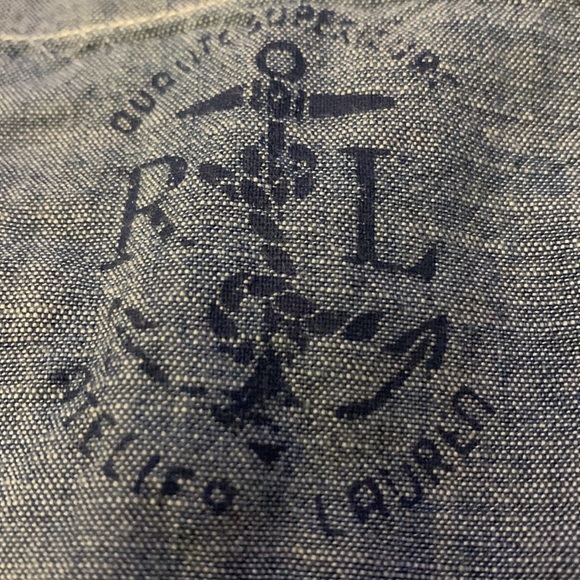 QUALITE SUPERIEURE
R. L
ATELIER LAUREN